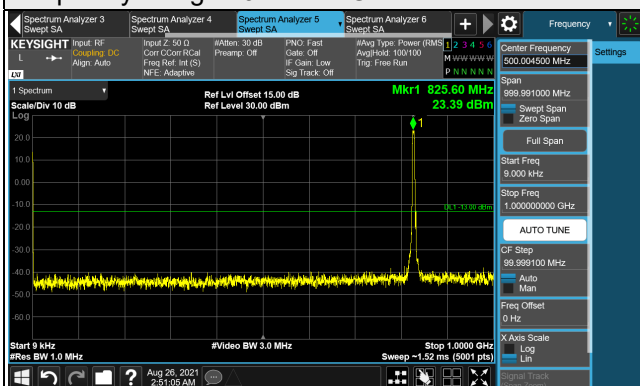 Spectrum Analyzer 3
Swept SA
Spectrum Analyzer 4
Swept SA
Spectrum Analyzer 5
Swept SA
Spectrum Analyzer 6
Swept SA
+
Frequency
KEYSIGHT
L
LXI
Input: RF
Coupling: DC
Align: Auto
Input Z: 50 Ω
Corr CCorr RCal
Freq Ref: Int (S)
NFE: Adaptive
#Atten: 30 dB
Preamp: Off
PNO: Fast
Gate: Off
IF Gain: Low
Sig Track: Off
#Avg Type: Power (RMS
Avg|Hold: 100/100
Trig: Free Run
1 2 3 4 5 6
M W W W W W
P N N N N N
1 Spectrum
Scale/Div 10 dB
Log
Ref Lvl Offset 15.00 dB
Ref Level 30.00 dBm
Mkr1 825.60 MHz
23.39 dBm
1
20.0
10.0
0.00
-10.0
-20.0
-30.0
-40.0
-50.0
-60.0
DL1 -13.00 dBm
Start 9 kHz
#Res BW 1.0 MHz
#Video BW 3.0 MHz
Stop 1.0000 GHz
Sweep ~1.52 ms (5001 pts)
Center Frequency
500.004500 MHz
Settings
Span
999.991000 MHz
Swept Span
Zero Span
Full Span
Start Freq
9.000 kHz
Stop Freq
1.000000000 GHz
AUTO TUNE
CF Step
99.999100 MHz
Auto
Man
Freq Offset
0 Hz
X Axis Scale
Log
Lin
Signal Track
?
Aug 26, 2021
2:51:05 AM